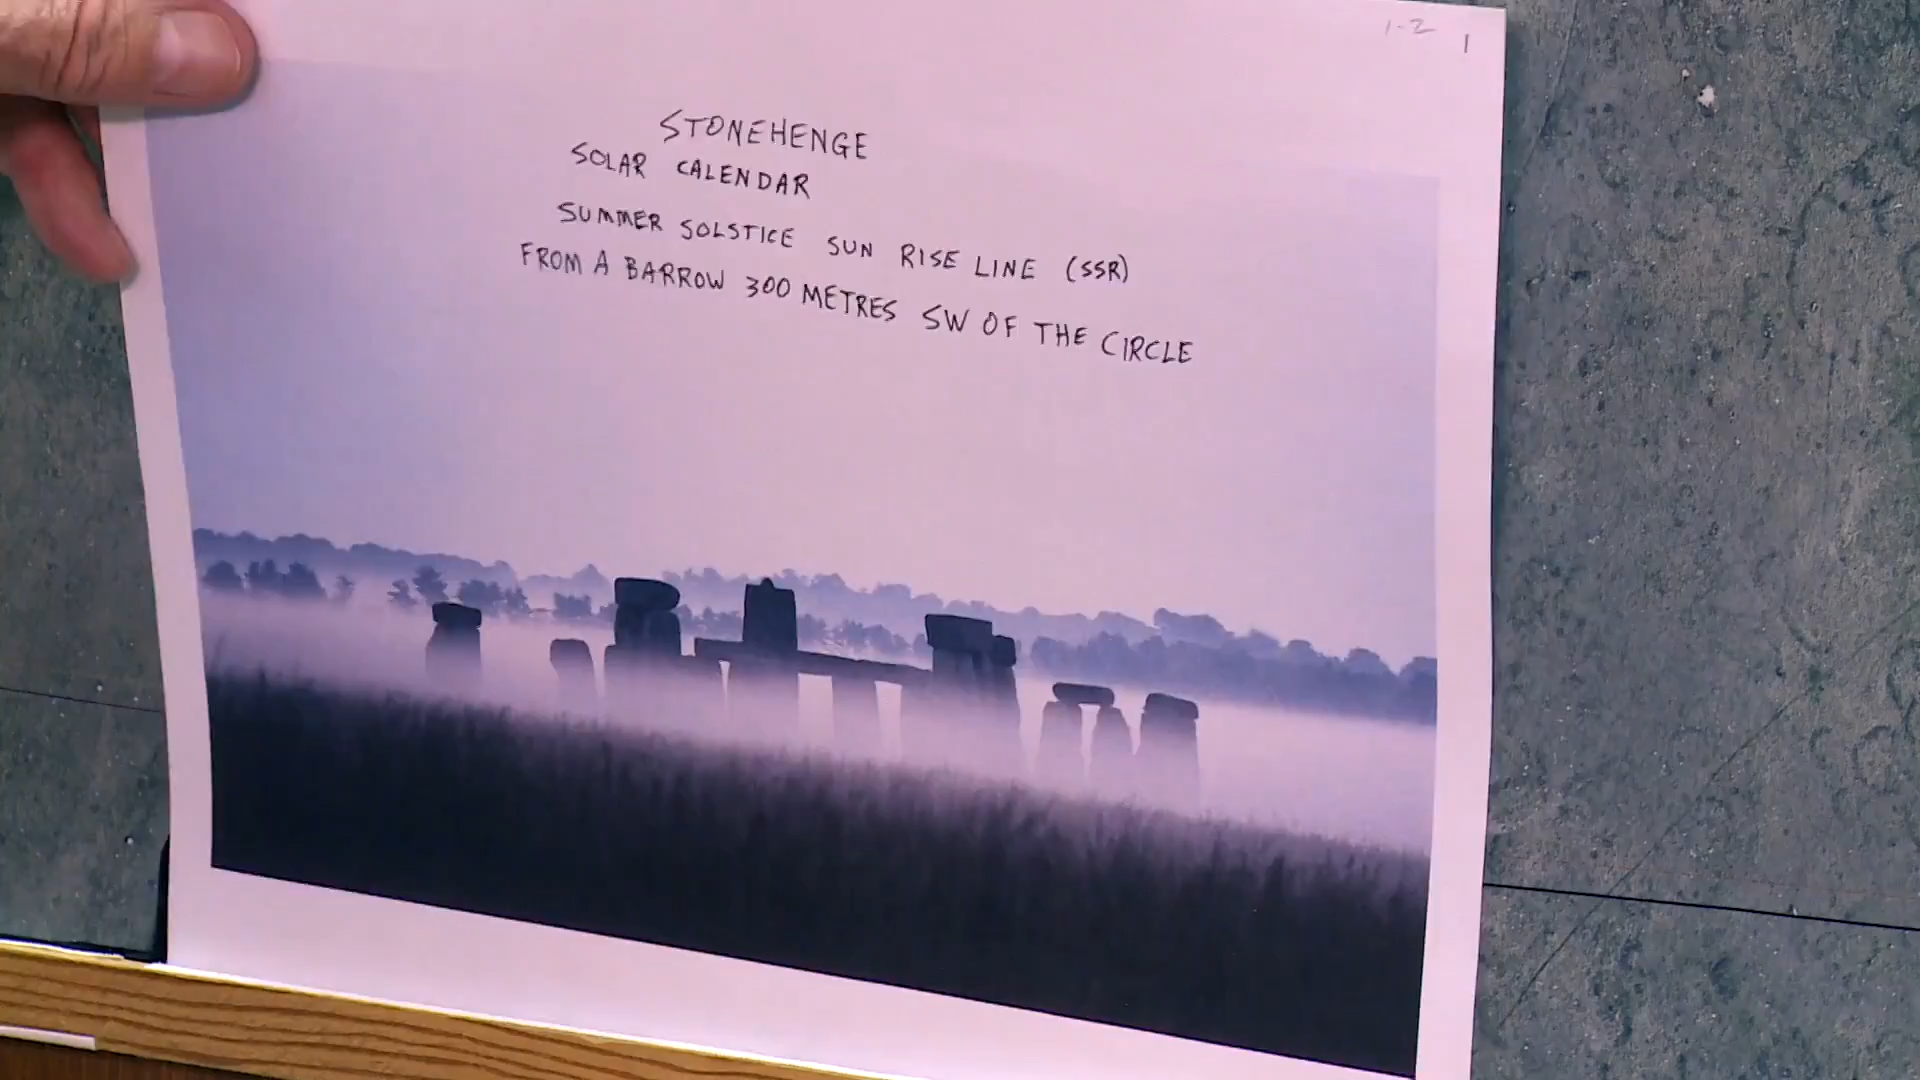 1-2 1
STONEHENGE
SOLAR CALENDAR
SUMMER SOLSTICE SUN RISE LINE (SSR)
FROM A BARROW 300 METRES SW OF THE CIRCLE